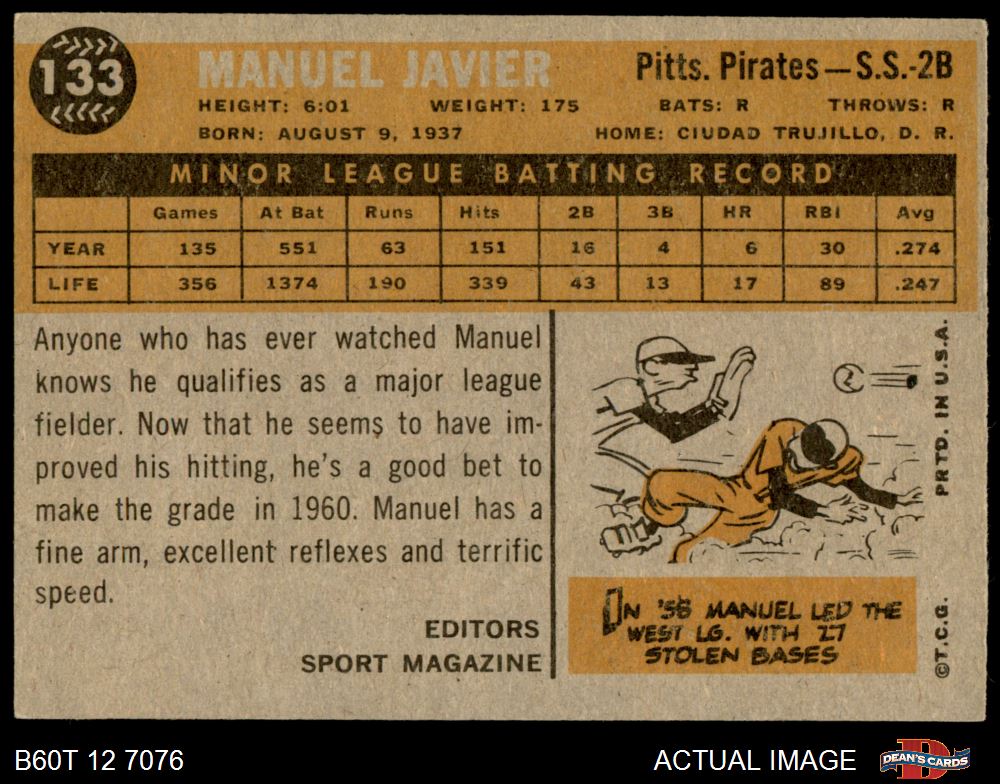 133
MANUEL JAVIER
Pitts. Pirates—S.S.-2B
HEIGHT: 6:01 WEIGHT: 175 BATS: R THROWS: R
BORN: AUGUST 9, 1937 HOME: CIUDAD TRUJILLO, D. R.
MINOR LEAGUE BATTING RECORD
Games At Bat Runs Hits 2B 3B HR RBI Avg
YEAR 135 551 63 151 16 4 6 30 .274
LIFE 356 1374 190 339 43 13 17 89 .247
Anyone who has ever watched Manuel
knows he qualifies as a major league
fielder. Now that he seems to have im-
proved his hitting, he's a good bet to
make the grade in 1960. Manuel has a
fine arm, excellent reflexes and terrific
speed.
EDITORS
SPORT MAGAZINE
IN '58 MANUEL LED THE
WEST LG. WITH 27
STOLEN BASES
PRTD. IN U.S.A.
©T.C.G.
B60T 12 7076
ACTUAL IMAGE
D
DEAN'S CARDS